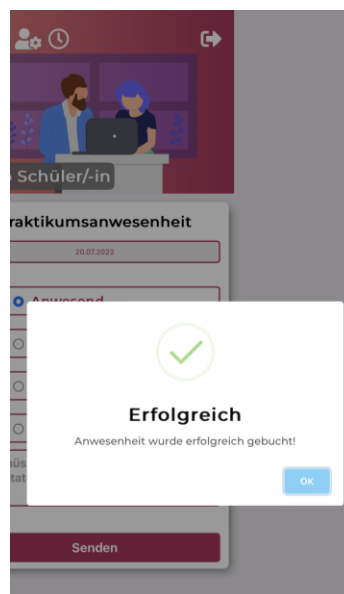 Schüler/-in
raktikumsanwesenheit
20.07.2023
Anwesend
Erfolgreich
Anwesenheit wurde erfolgreich gebucht!
OK
Senden